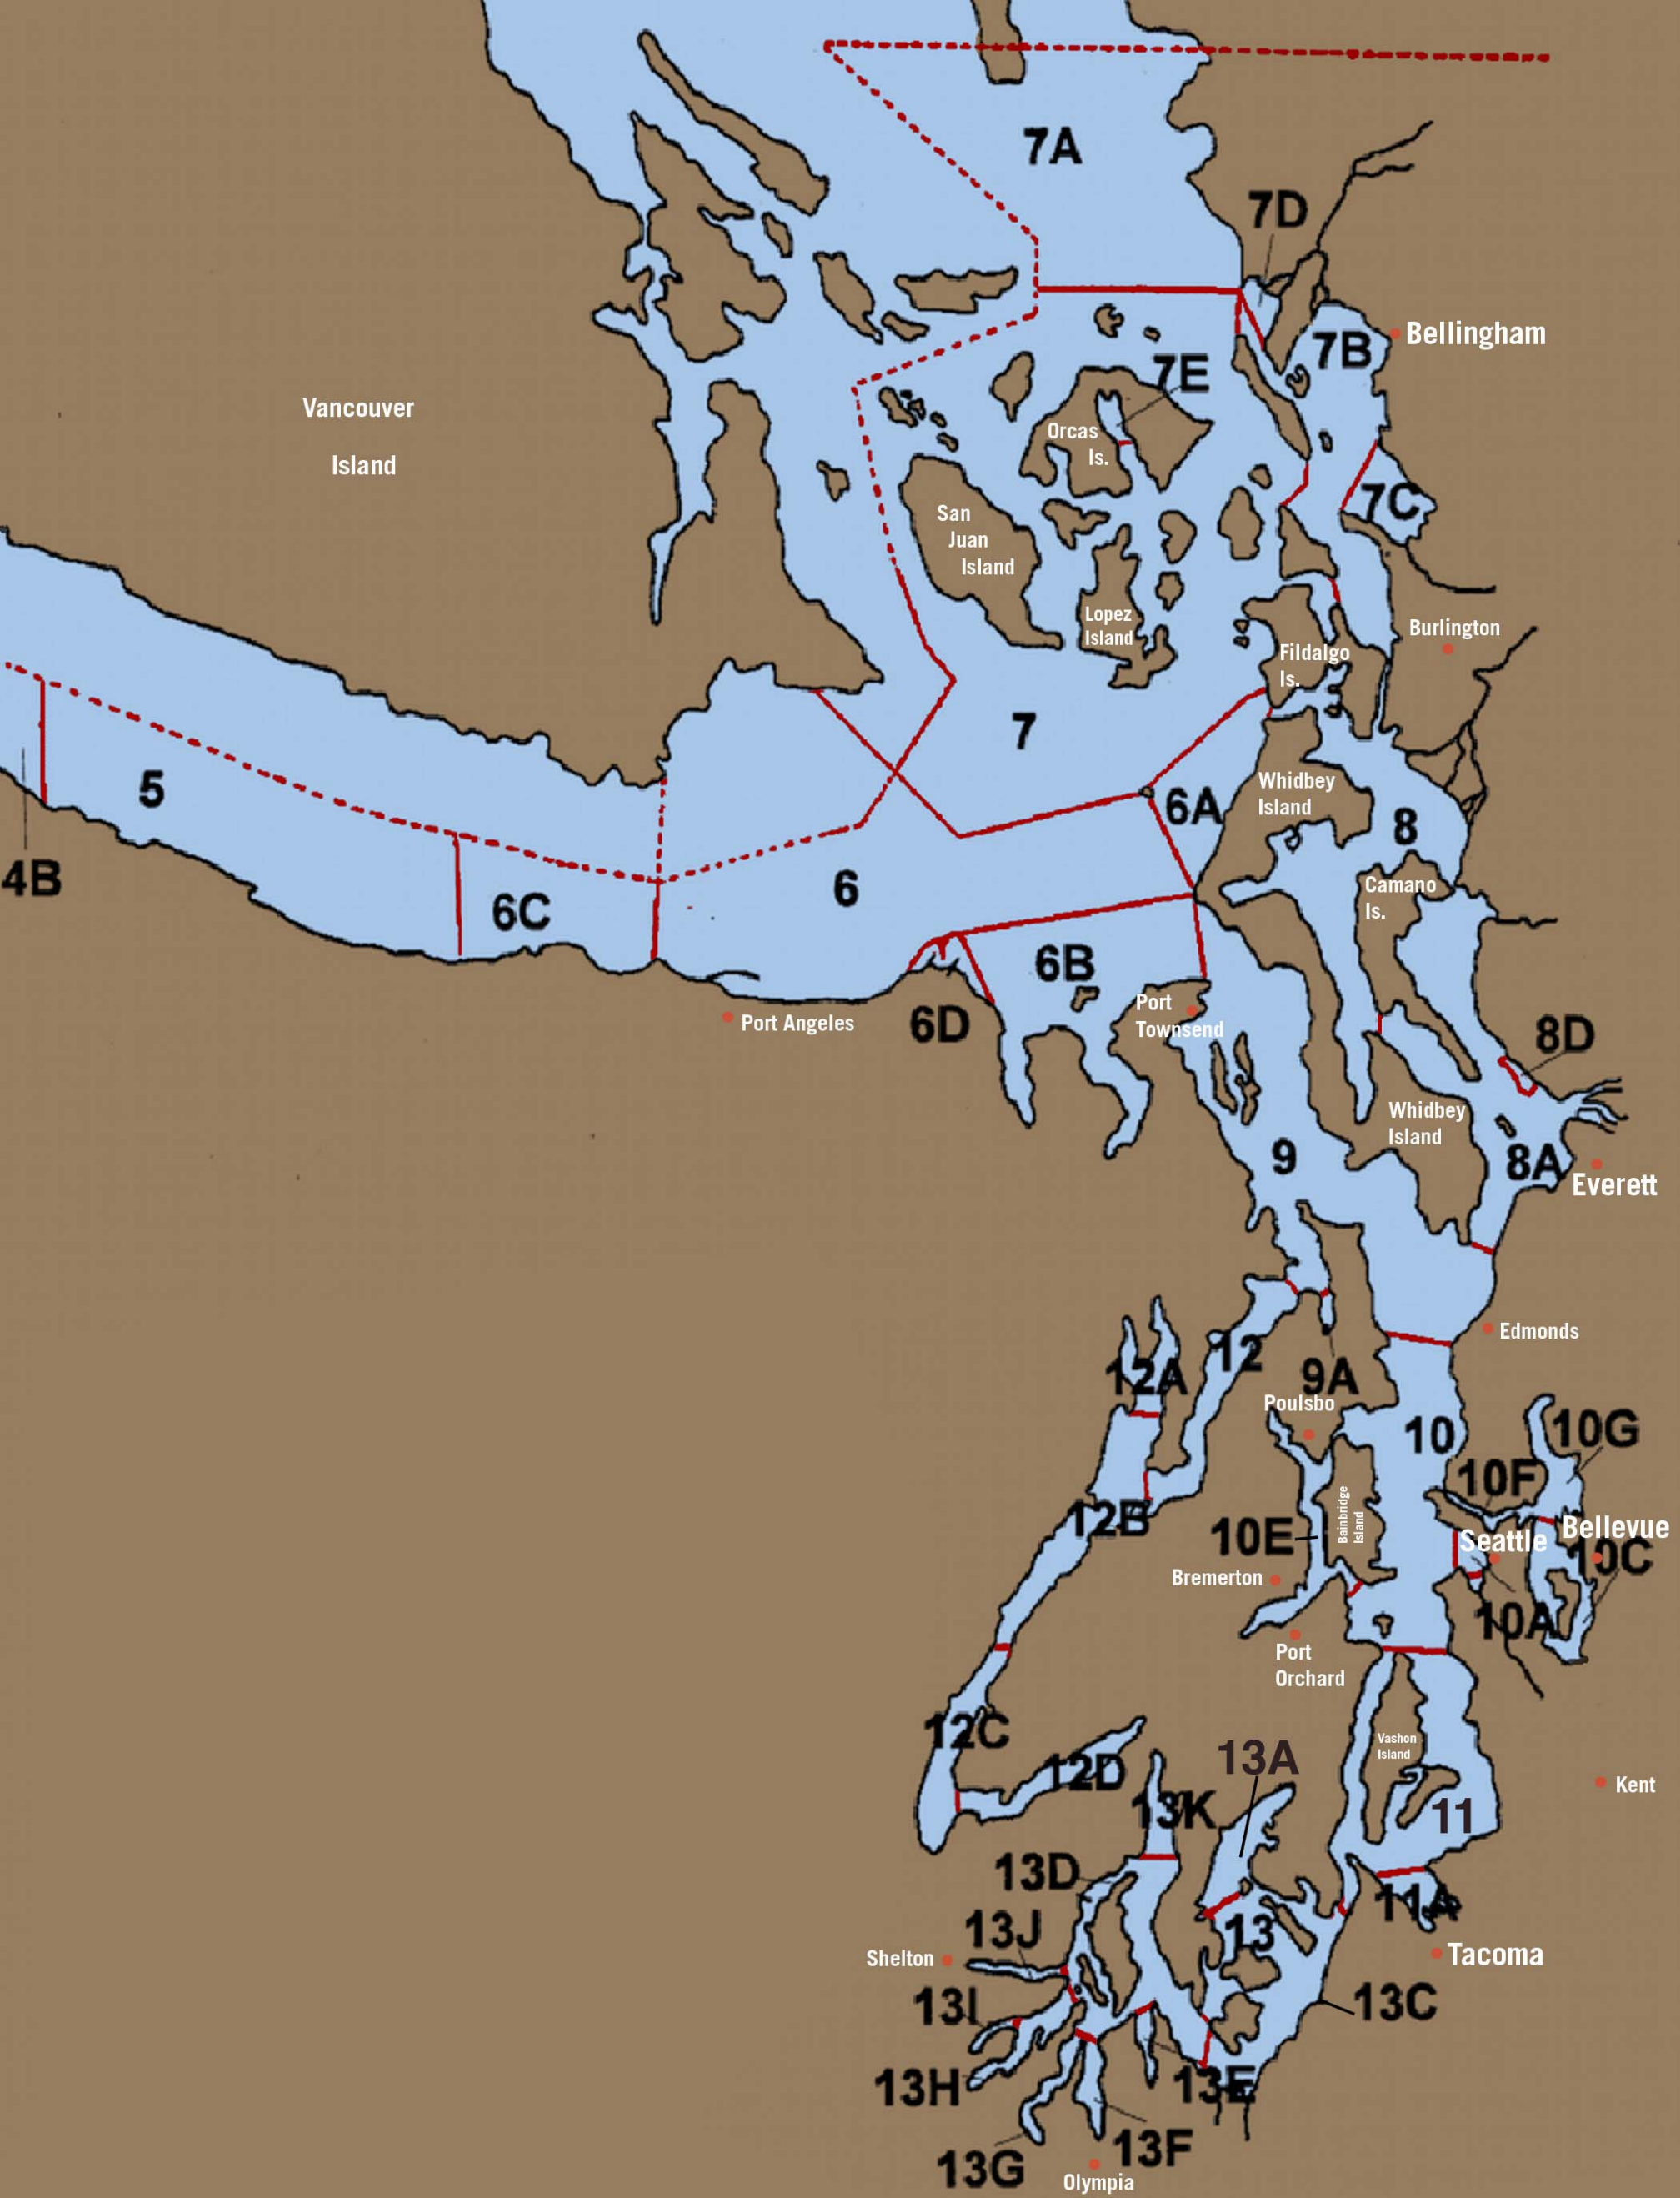 7A
7D
7B
Bellingham
7E
Vancouver
Island
Orcas
Is.
7C
San
Juan
Island
Lopez
Island
Burlington
Fildalgo
Is.
7
5
Whidbey
Island
6A
8
4B
6
6C
Camano
Is.
6B
Port
Townsend
Port Angeles
6D
8D
Whidbey
Island
9
8A
Everett
Edmonds
12
12A
9A
Poulsbo
10
10G
10F
12B
10E
Bainbridge
Island
Seattle
Bellevue
10C
Bremerton
10A
Port
Orchard
12C
Vashon
Island
12D
13A
Kent
13K
11
13D
11A
13J
13
Shelton
Tacoma
13I
13C
13H
13E
13F
13G
Olympia